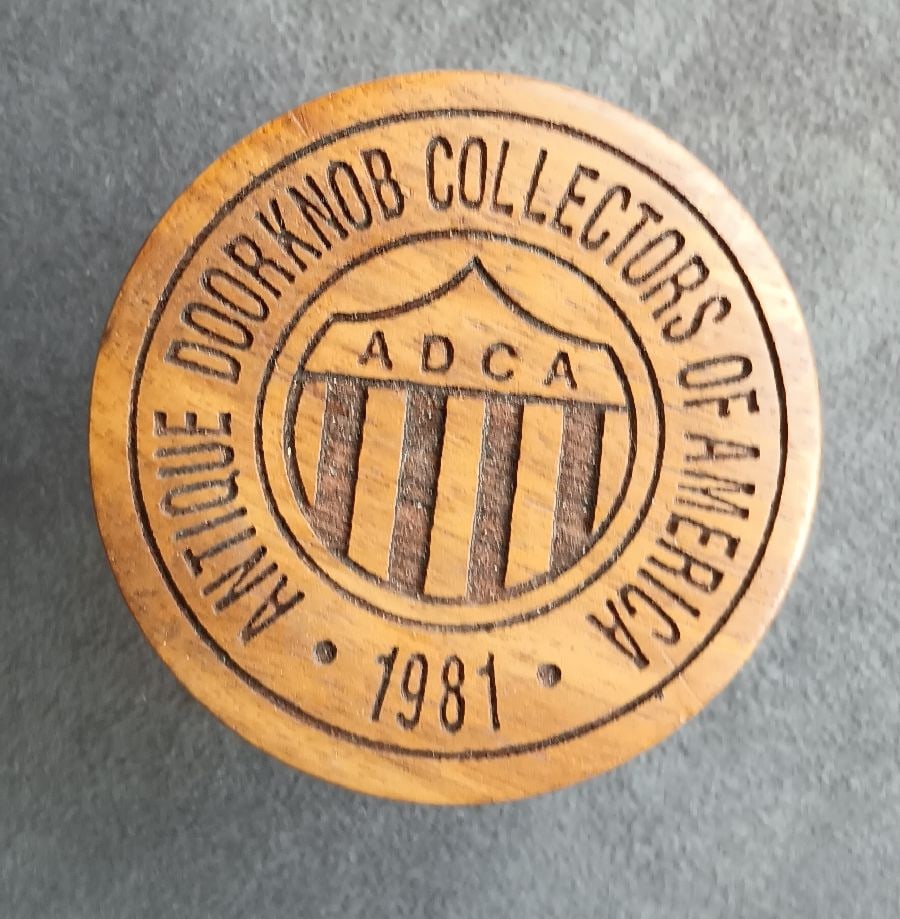 ANTIQUE DOORKNOB COLLECTORS OF AMERICA
ADCA
• 1981 •